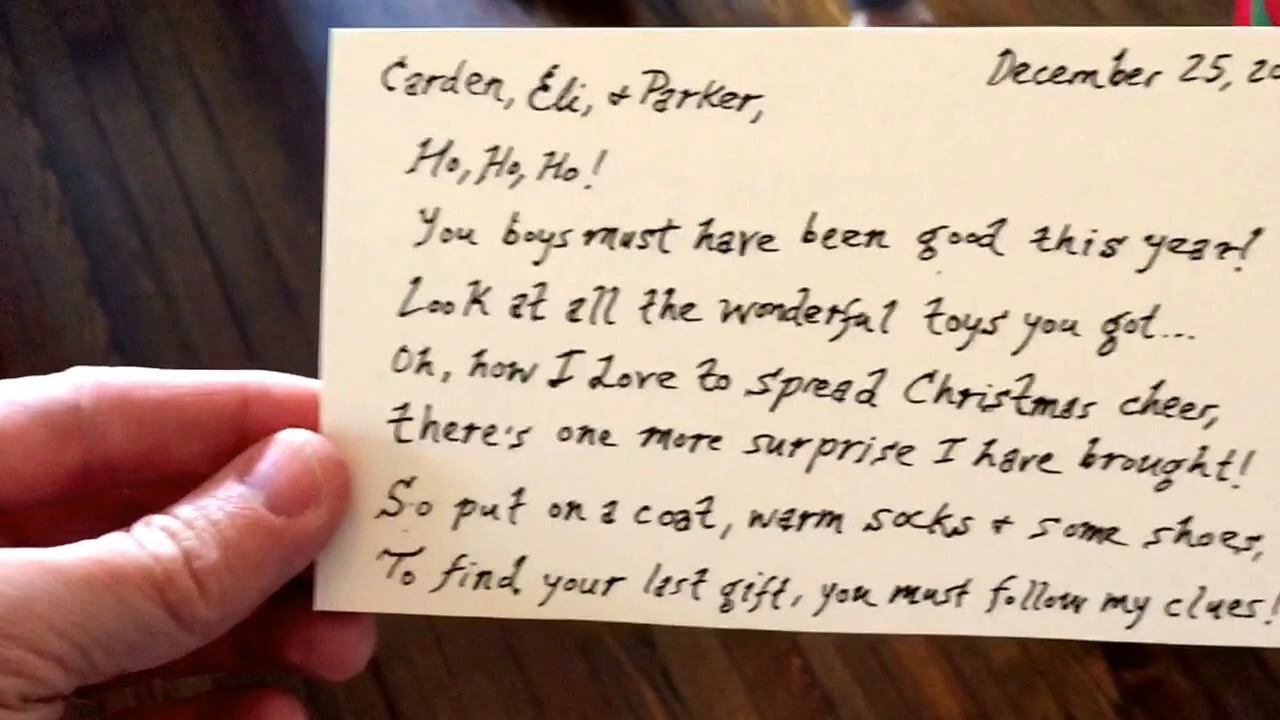 Carden, Eli, + Parker,
December 25, 20
Ho, Ho, Ho!
You boys must have been good this year!
Look at all the wonderful toys you got...
Oh, how I Love to spread Christmas cheer,
there's one more surprise I have brought!
So put on a coat, warm socks + some shoes,
To find your last gift, you must follow my clues!